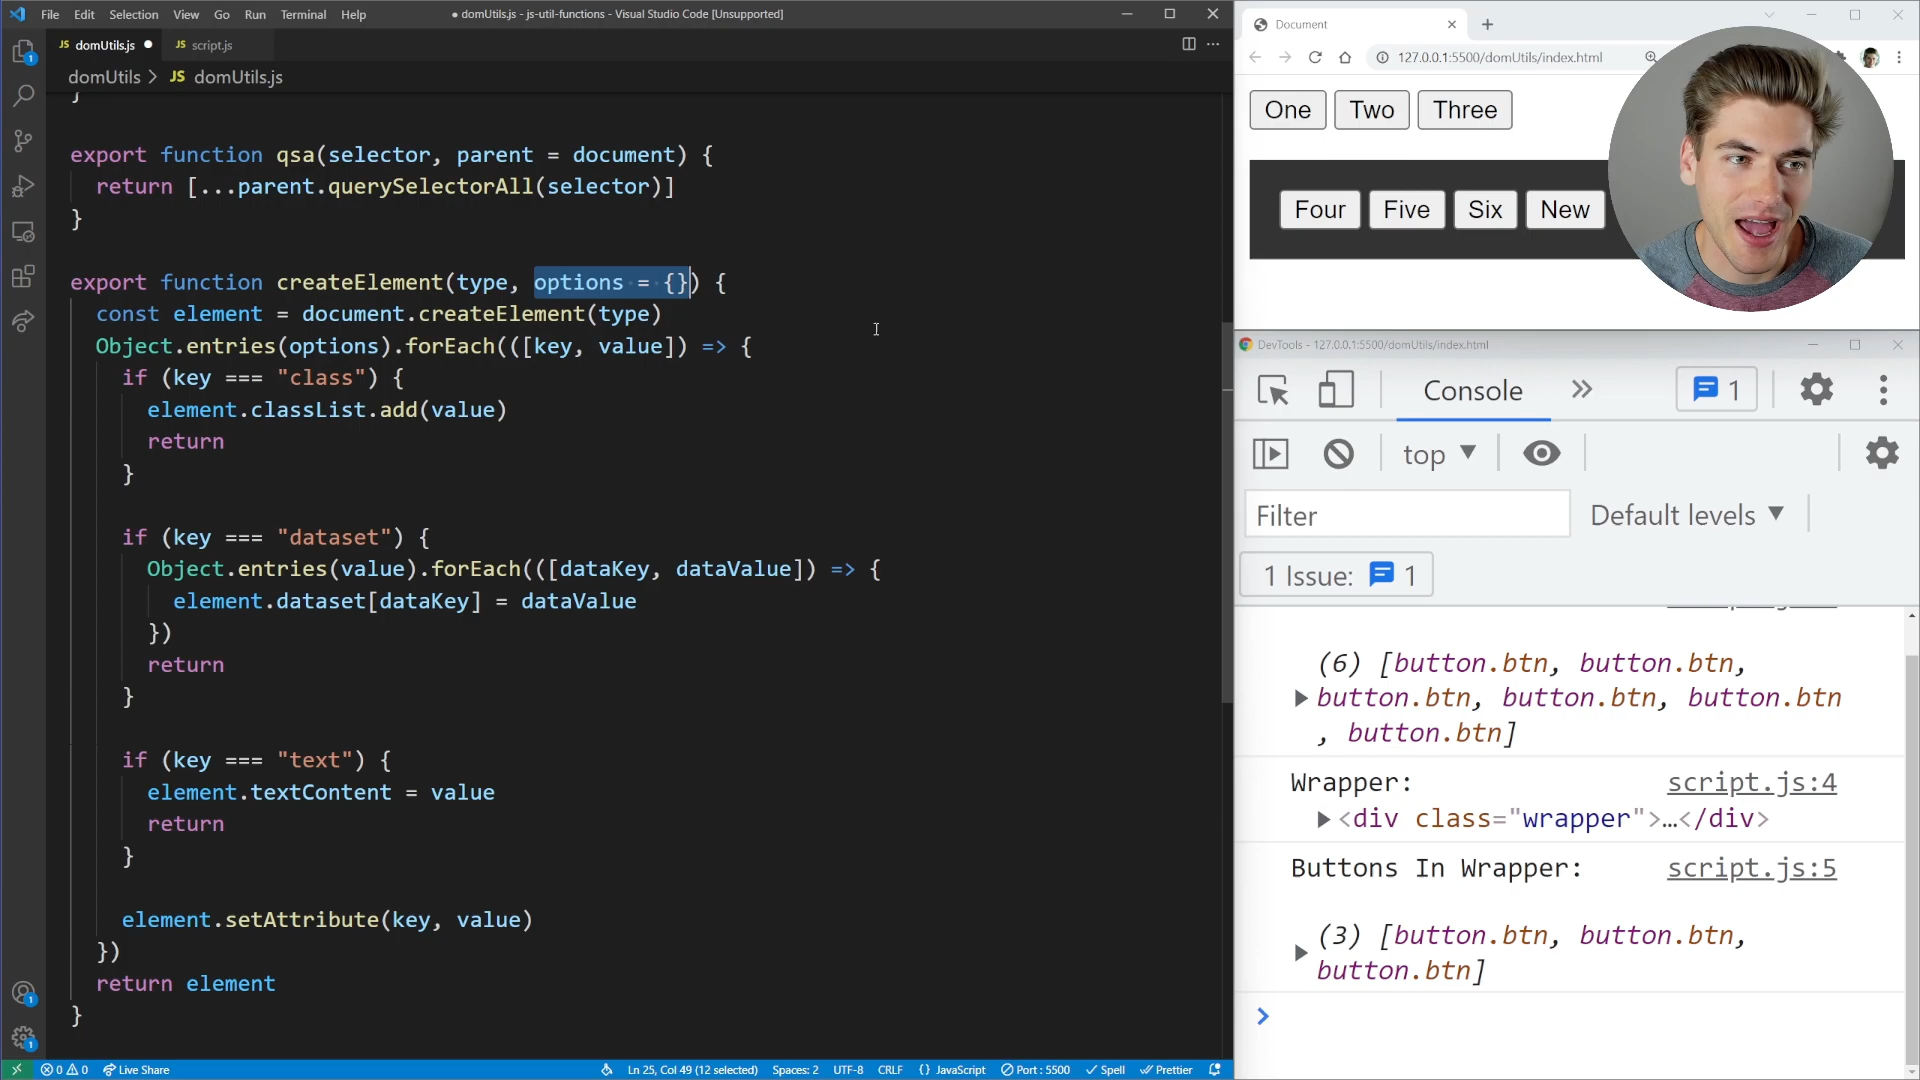 File Edit Selection View Go Run Terminal Help
● domUtils.js - js-util-functions - Visual Studio Code [Unsupported]
JS domUtils.js ●
JS script.js
domUtils > JS domUtils.js
}
export function qsa(selector, parent = document) {
return [...parent.querySelectorAll(selector)]
}
export function createElement(type, options = {}) {
const element = document.createElement(type)
Object.entries(options).forEach(([key, value]) => {
if (key === "class") {
element.classList.add(value)
return
}
if (key === "dataset") {
Object.entries(value).forEach(([dataKey, dataValue]) => {
element.dataset[dataKey] = dataValue
})
return
}
if (key === "text") {
element.textContent = value
return
}
element.setAttribute(key, value)
})
return element
}
1
1
1
0 0 Live Share
Ln 25, Col 49 (12 selected) Spaces: 2 UTF-8 CRLF {} JavaScript Port : 5500 Spell Prettier
Document
127.0.0.1:5500/domUtils/index.html
One Two Three
Four Five Six New
DevTools - 127.0.0.1:5500/domUtils/index.html
Console » 1
top ▼
Filter
Default levels ▼
1 Issue: 1
(6) [button.btn, button.btn,
button.btn, button.btn, button.btn
, button.btn]
Wrapper: script.js:4
<div class="wrapper">…</div>
Buttons In Wrapper: script.js:5
(3) [button.btn, button.btn,
button.btn]